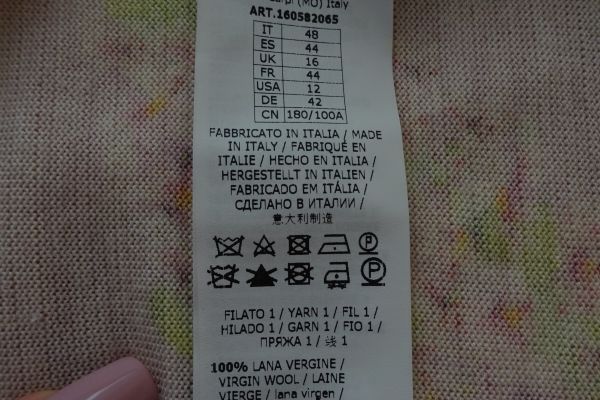 (MO) Italy
ART.160582065
IT 48
ES 44
UK 16
FR 44
USA 12
DE 42
CN 180/100A
FABBRICATO IN ITALIA / MADE
IN ITALY / FABRIQUÉ EN
ITALIE / HECHO EN ITALIA /
HERGESTELLT IN ITALIEN /
FABRICADO EM ITÁLIA /
СДЕЛАНО В ИТАЛИИ /
意大利制造
P
P
FILATO 1 / YARN 1 / FIL 1 /
HILADO 1 / GARN 1 / FIO 1 /
ПРЯЖА 1 / 线 1
100% LANA VERGINE /
VIRGIN WOOL / LAINE
VIERGE / lana virgen /